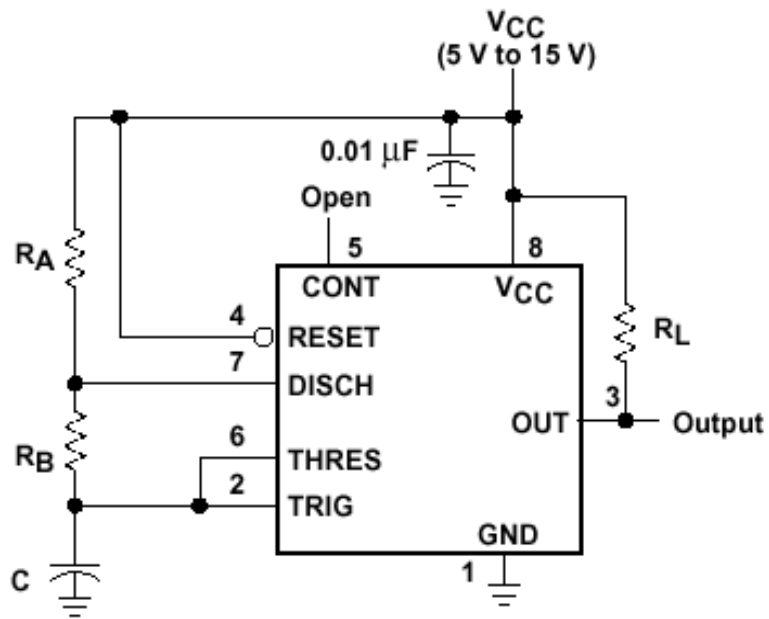 VCC
(5 V to 15 V)
0.01 μF
Open
RA
5
8
CONT
VCC
4
RESET
RL
7
DISCH
3
OUT
Output
RB
6
THRES
2
TRIG
GND
1
C